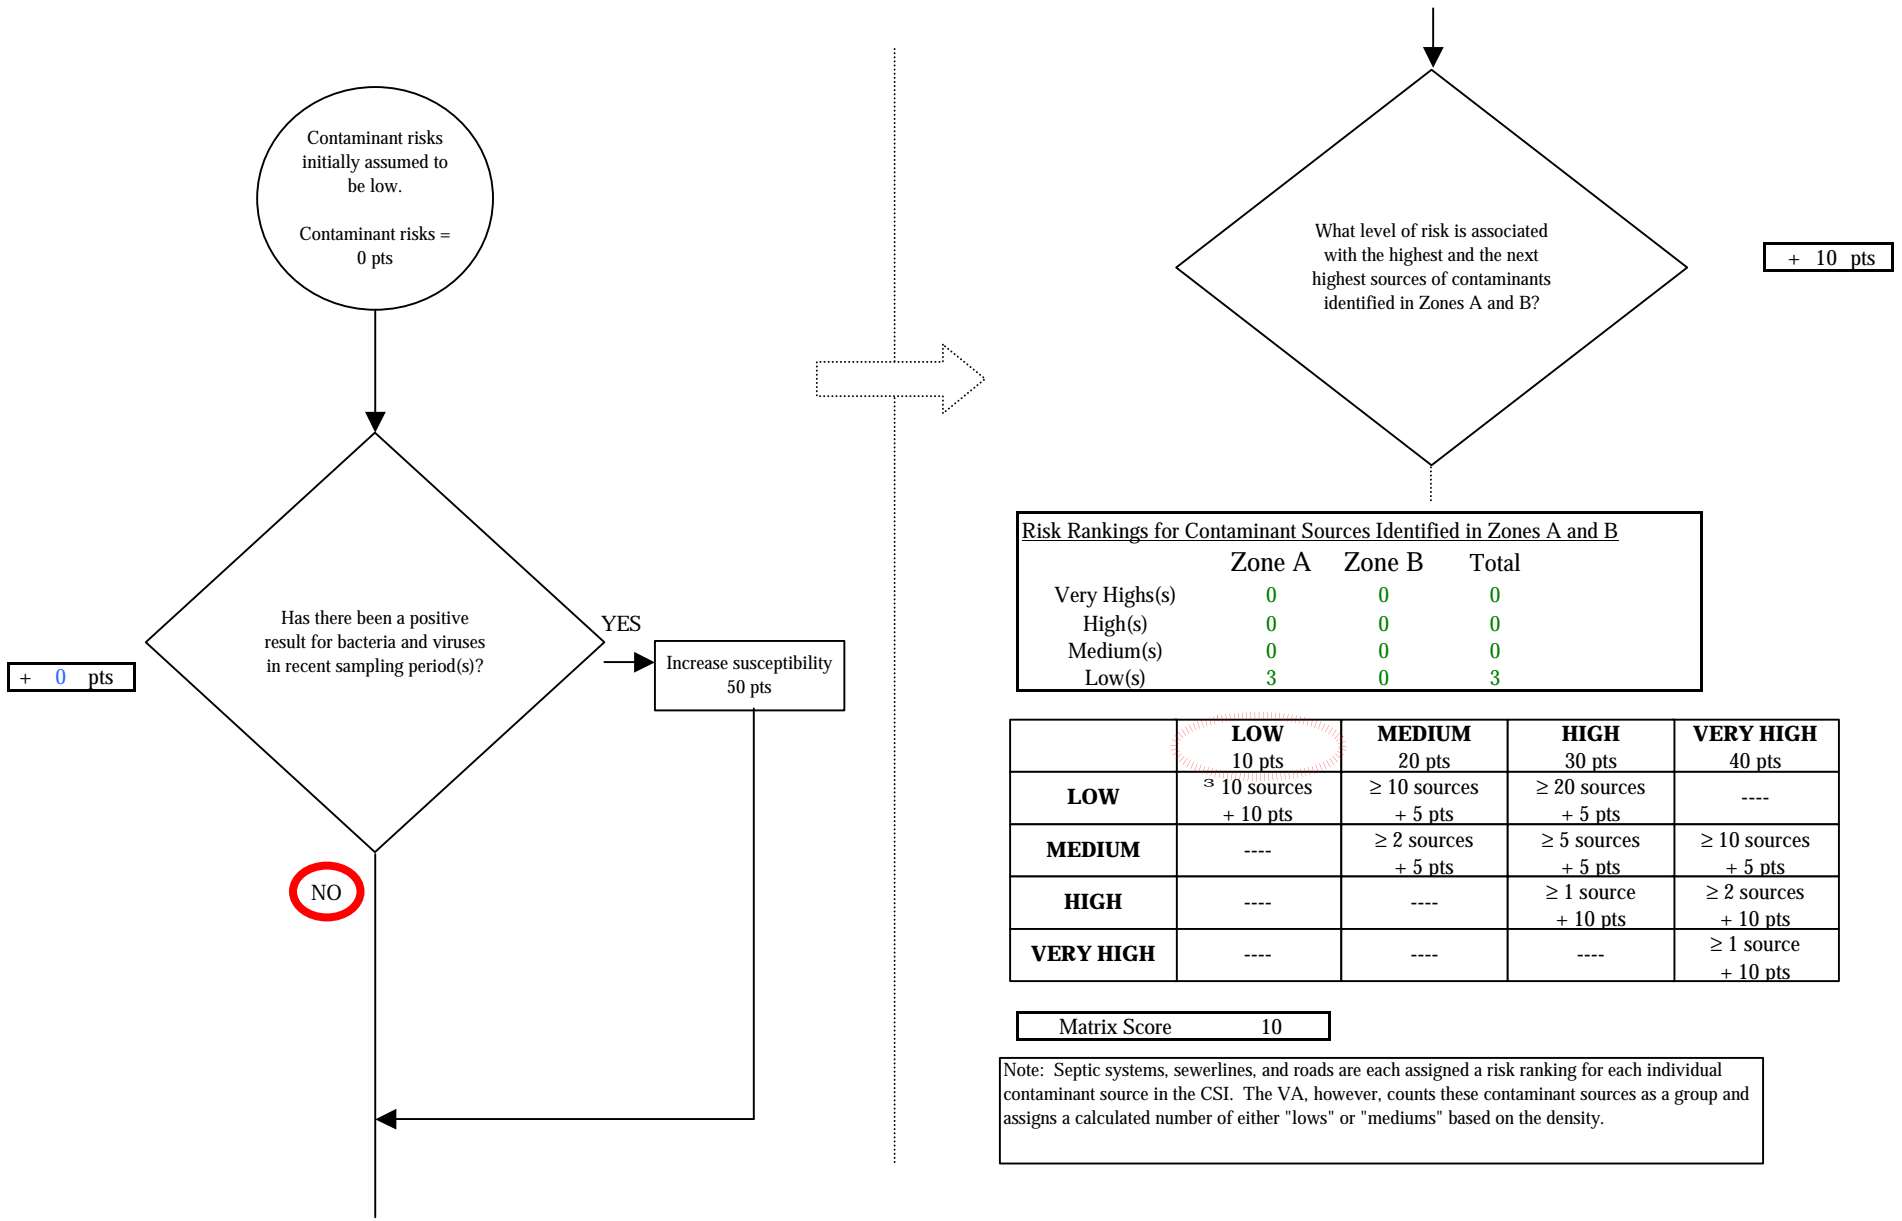 Contaminant risks
initially assumed to
be low.
Contaminant risks =
0 pts
Has there been a positive
result for bacteria and viruses
in recent sampling period(s)?
+ 0 pts
YES
Increase susceptibility
50 pts
NO
What level of risk is associated
with the highest and the next
highest sources of contaminants
identified in Zones A and B?
+ 10 pts
Risk Rankings for Contaminant Sources Identified in Zones A and B
Zone A Zone B Total
Very Highs(s) 0 0 0
High(s) 0 0 0
Medium(s) 0 0 0
Low(s) 3 0 3
LOW MEDIUM HIGH VERY HIGH
10 pts 20 pts 30 pts 40 pts
LOW ³ 10 sources ≥ 10 sources ≥ 20 sources ----
+ 10 pts + 5 pts + 5 pts
MEDIUM ---- ≥ 2 sources ≥ 5 sources ≥ 10 sources
+ 5 pts + 5 pts + 5 pts
HIGH ---- ---- ≥ 1 source ≥ 2 sources
+ 10 pts + 10 pts
VERY HIGH ---- ---- ---- ≥ 1 source
+ 10 pts
Matrix Score 10
Note: Septic systems, sewerlines, and roads are each assigned a risk ranking for each individual
contaminant source in the CSI. The VA, however, counts these contaminant sources as a group and
assigns a calculated number of either "lows" or "mediums" based on the density.